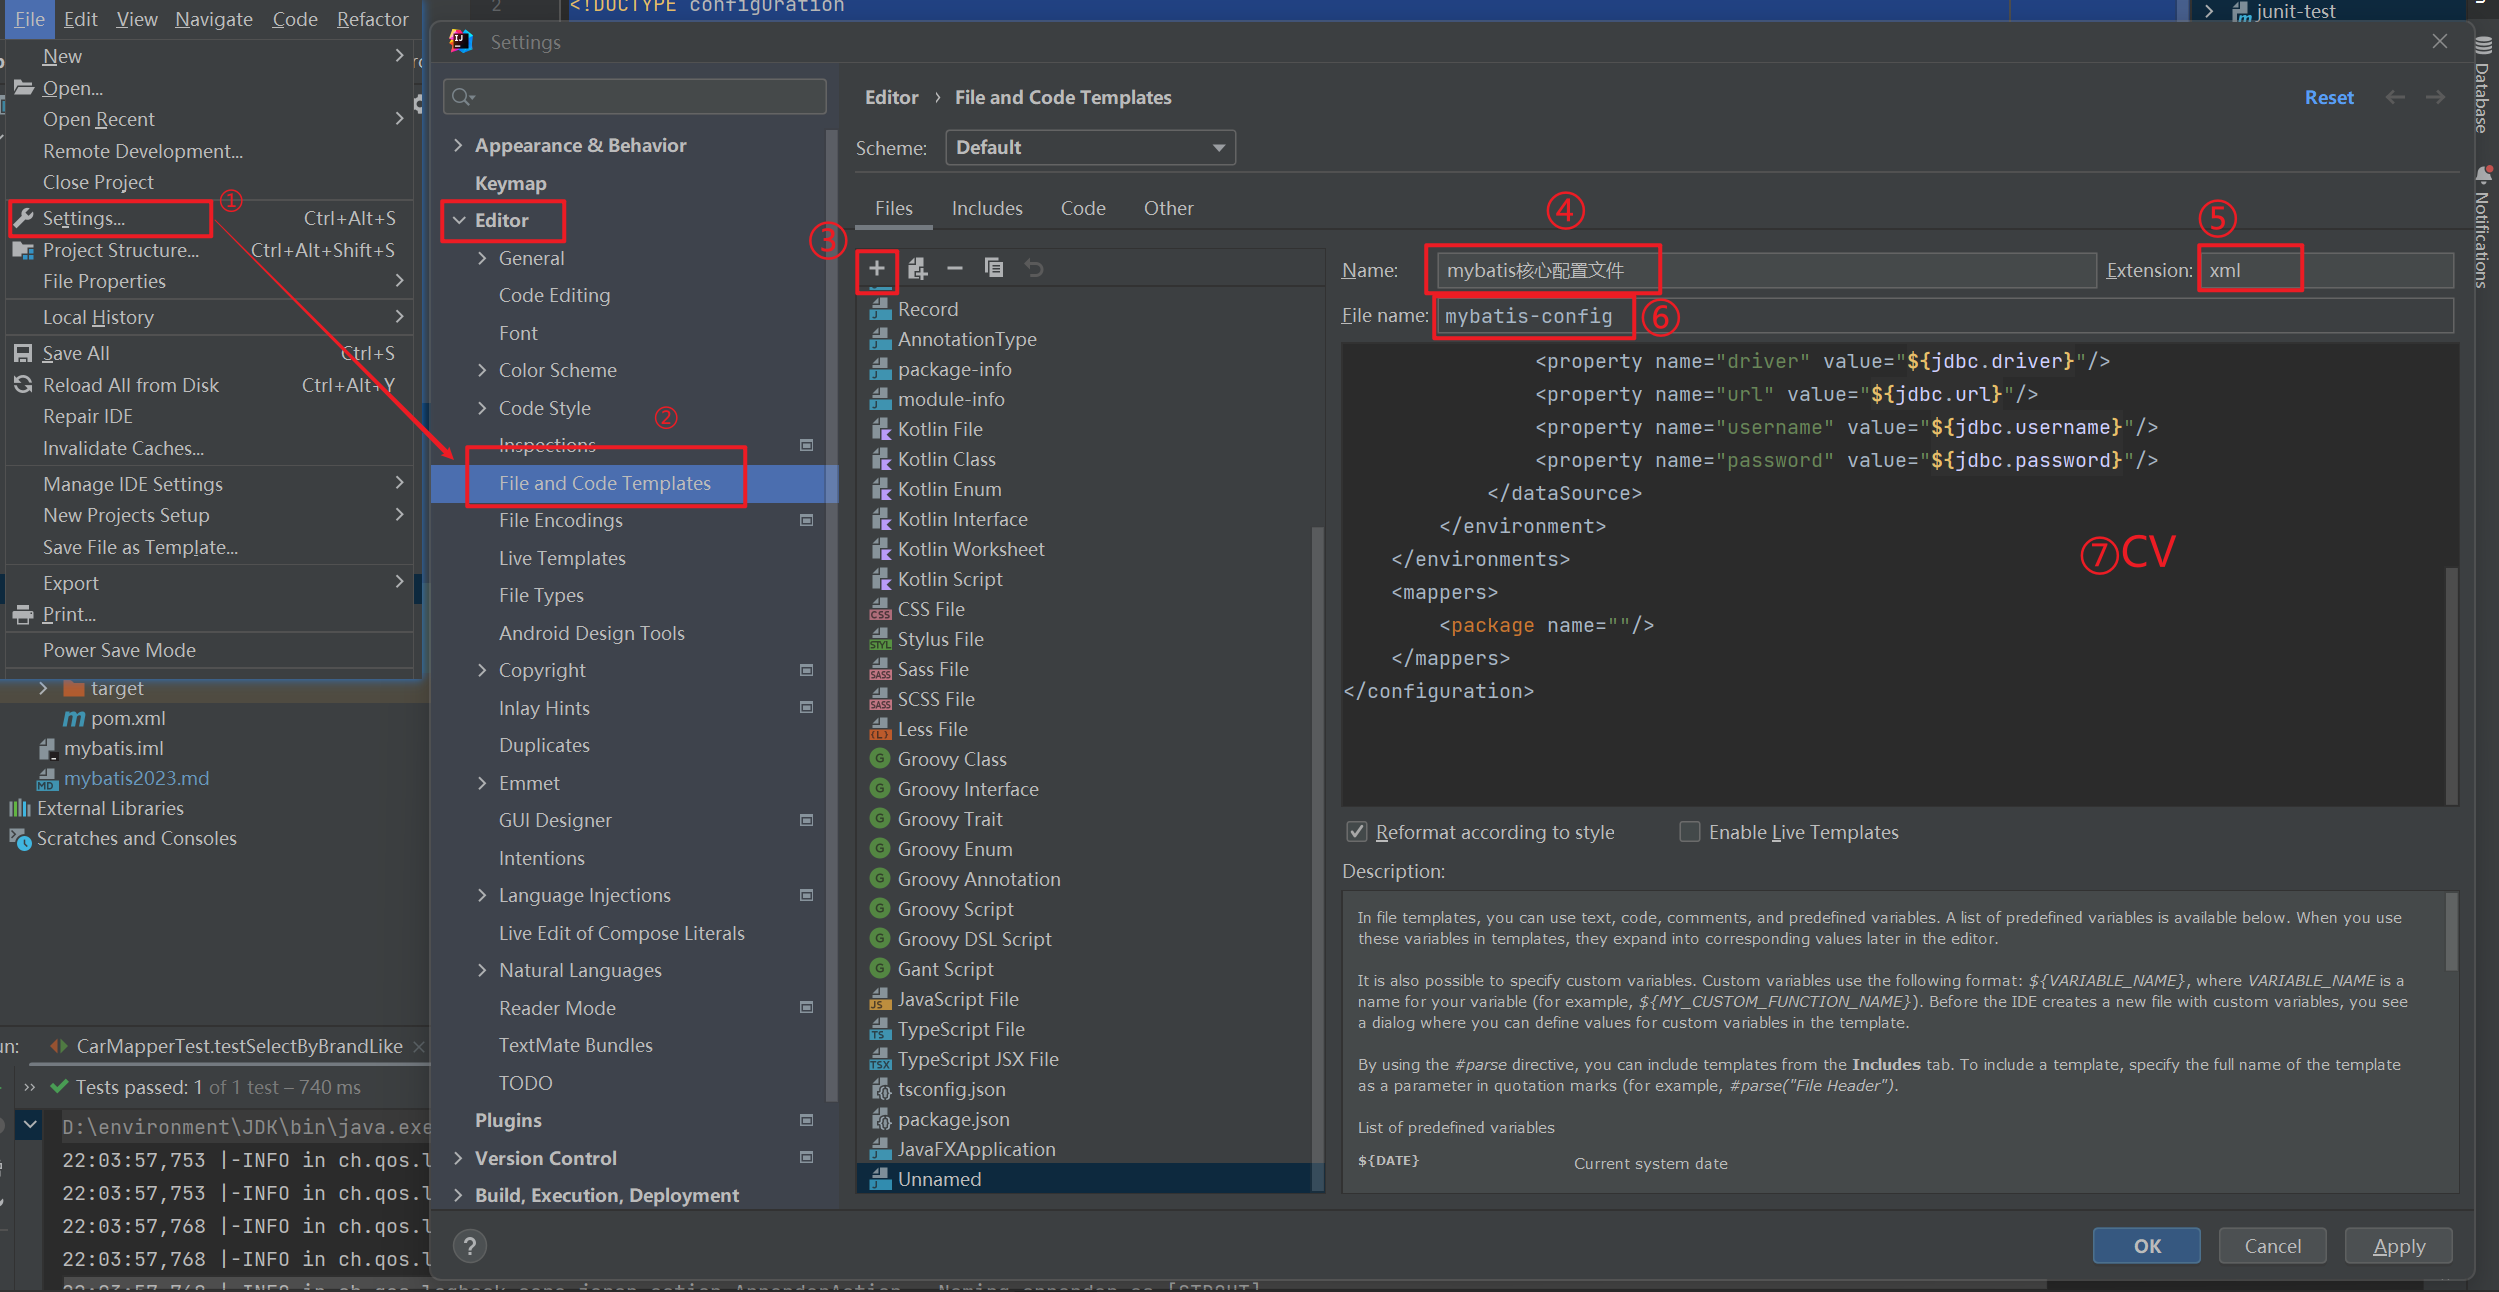 File Edit View Navigate Code Refactor
New
Open...
Open Recent
Remote Development...
Close Project
① Settings... Ctrl+Alt+S
Project Structure... Ctrl+Alt+Shift+S
File Properties
Local History
Save All Ctrl+S
Reload All from Disk Ctrl+Alt+Y
Repair IDE
Invalidate Caches...
Manage IDE Settings
New Projects Setup
Save File as Template...
Export
Print...
Power Save Mode
target
pom.xml
mybatis.iml
mybatis2023.md
External Libraries
Scratches and Consoles
CarMapperTest.testSelectByBrandLike
Tests passed: 1 of 1 test – 740 ms
D:\environment\JDK\bin\java.exe
22:03:57,753 |-INFO in ch.qos.l
22:03:57,753 |-INFO in ch.qos.l
22:03:57,768 |-INFO in ch.qos.l
22:03:57,768 |-INFO in ch.qos.l
2 <!DOCTYPE configuration
junit-test
Database
Notifications
Settings
Appearance & Behavior
Keymap
Editor
General
Code Editing
Font
Color Scheme
Code Style
②
Inspections
File and Code Templates
File Encodings
Live Templates
File Types
Android Design Tools
Copyright
Inlay Hints
Duplicates
Emmet
GUI Designer
Intentions
Language Injections
Live Edit of Compose Literals
Natural Languages
Reader Mode
TextMate Bundles
TODO
Plugins
Version Control
Build, Execution, Deployment
?
Editor › File and Code Templates
Reset
Scheme: Default
Files Includes Code Other
③
Record
AnnotationType
package-info
module-info
Kotlin File
Kotlin Class
Kotlin Enum
Kotlin Interface
Kotlin Worksheet
Kotlin Script
CSS File
Stylus File
Sass File
SCSS File
Less File
Groovy Class
Groovy Interface
Groovy Trait
Groovy Enum
Groovy Annotation
Groovy Script
Groovy DSL Script
Gant Script
JavaScript File
TypeScript File
TypeScript JSX File
tsconfig.json
package.json
JavaFXApplication
Unnamed
④
⑤
Name: mybatis核心配置文件 Extension: xml
File name: mybatis-config ⑥
<property name="driver" value="${jdbc.driver}"/>
<property name="url" value="${jdbc.url}"/>
<property name="username" value="${jdbc.username}"/>
<property name="password" value="${jdbc.password}"/>
</dataSource>
</environment>
</environments>
<mappers>
<package name=""/>
</mappers>
</configuration>
⑦CV
Reformat according to style Enable Live Templates
Description:
In file templates, you can use text, code, comments, and predefined variables. A list of predefined variables is available below. When you use
these variables in templates, they expand into corresponding values later in the editor.
It is also possible to specify custom variables. Custom variables use the following format: ${VARIABLE_NAME}, where VARIABLE_NAME is a
name for your variable (for example, ${MY_CUSTOM_FUNCTION_NAME}). Before the IDE creates a new file with custom variables, you see
a dialog where you can define values for custom variables in the template.
By using the #parse directive, you can include templates from the Includes tab. To include a template, specify the full name of the template
as a parameter in quotation marks (for example, #parse("File Header").
List of predefined variables
${DATE} Current system date
OK Cancel Apply